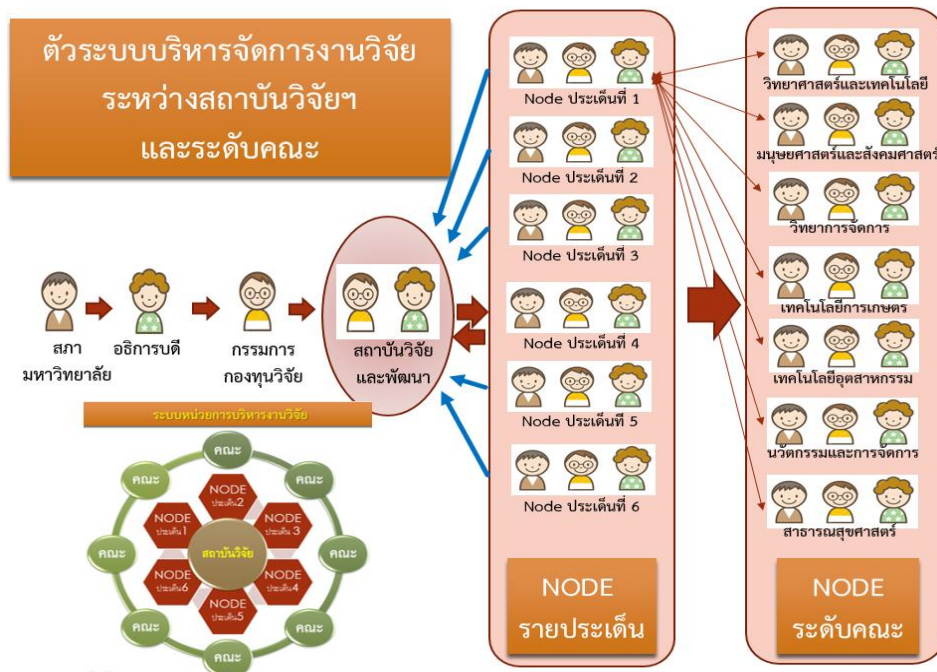 ตัวระบบบริหารจัดการงานวิจัย
ระหว่างสถาบันวิจัยฯ
และระดับคณะ
สภา
มหาวิทยาลัย
อธิการบดี
กรรมการ
กองทุนวิจัย
สถาบันวิจัย
และพัฒนา
Node ประเด็นที่ 1
Node ประเด็นที่ 2
Node ประเด็นที่ 3
Node ประเด็นที่ 4
Node ประเด็นที่ 5
Node ประเด็นที่ 6
NODE
รายประเด็น
วิทยาศาสตร์และเทคโนโลยี
มนุษยศาสตร์และสังคมศาสตร์
วิทยาการจัดการ
เทคโนโลยีการเกษตร
เทคโนโลยีอุตสาหกรรม
นวัตกรรมและการจัดการ
สาธารณสุขศาสตร์
NODE
ระดับคณะ
ระบบหน่วยการบริหารงานวิจัย
คณะ
คณะ
คณะ
คณะ
คณะ
คณะ
คณะ
คณะ
NODE
ประเด็น1
NODE
ประเด็น2
NODE
ประเด็น 3
NODE
ประเด็น4
NODE
ประเด็น5
NODE
ประเด็น6
สถาบันวิจัย